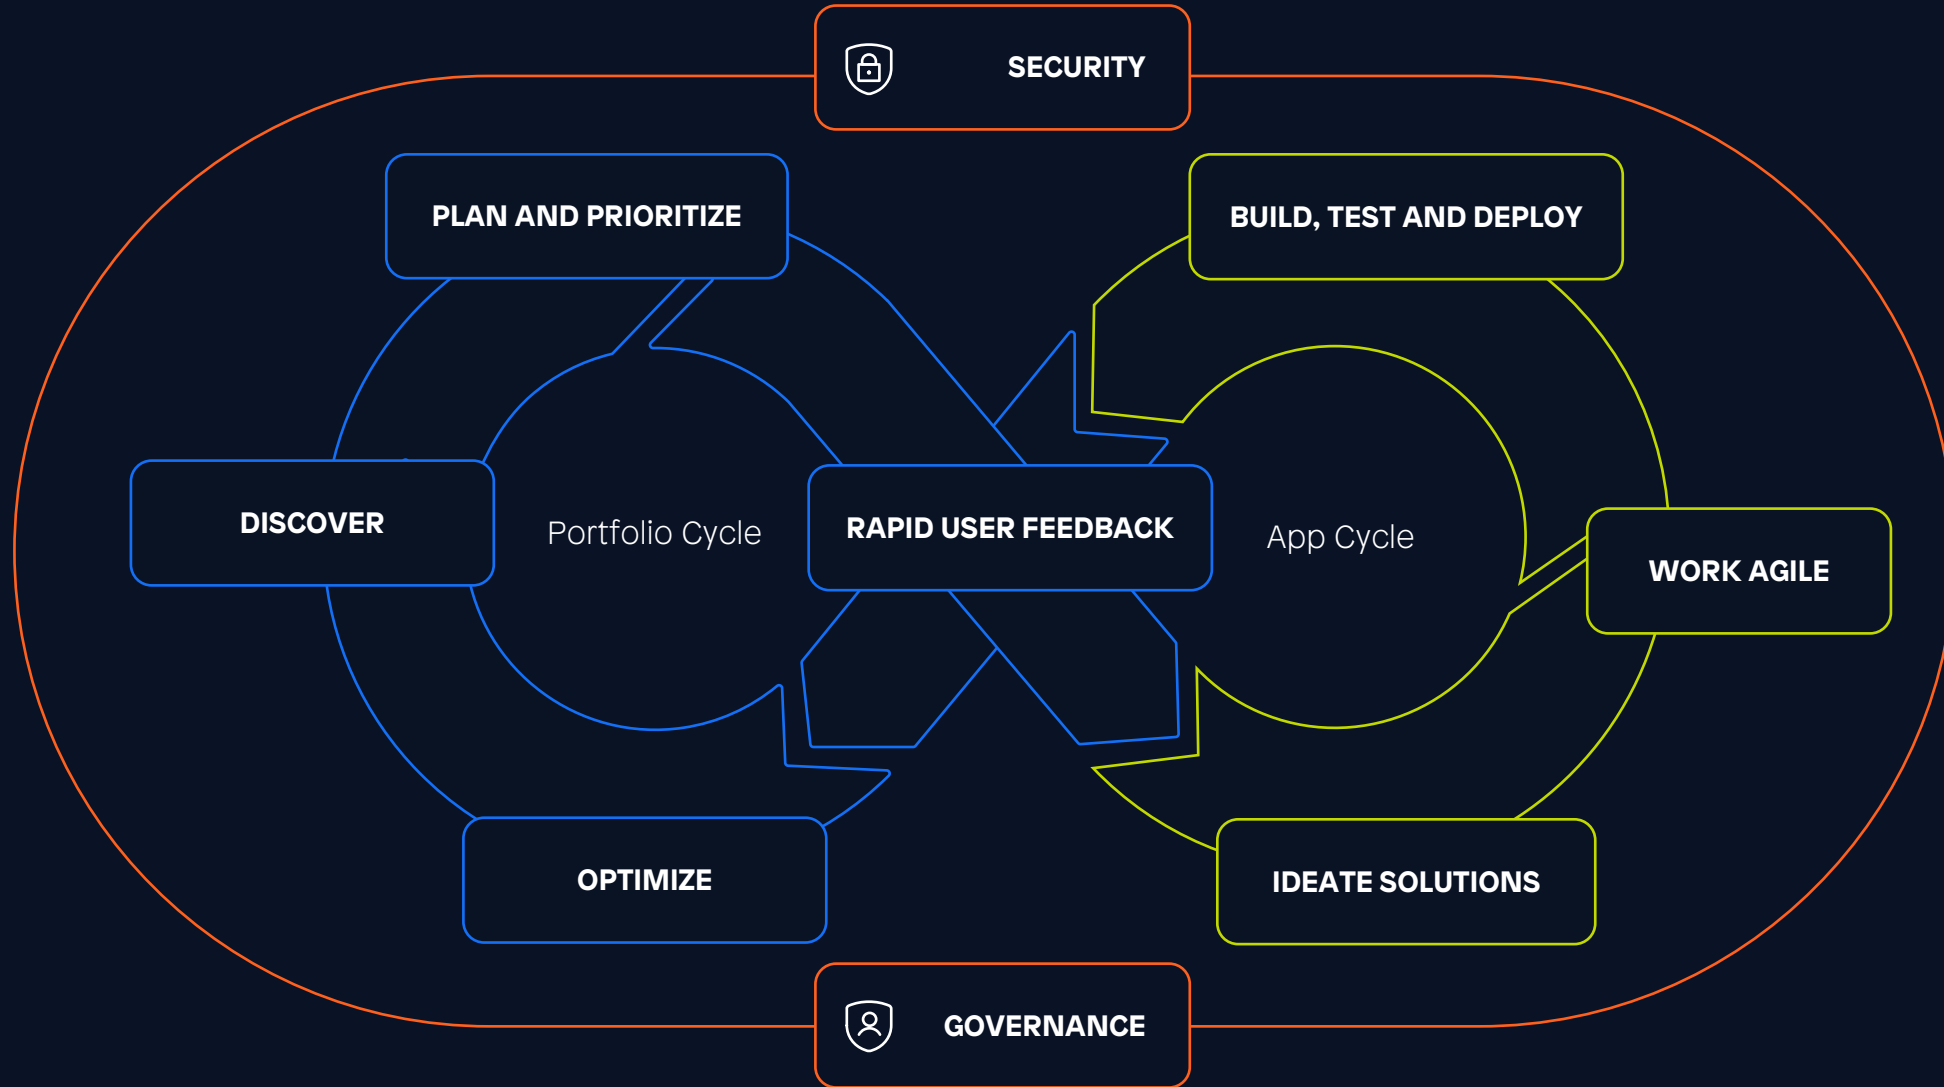 SECURITY
PLAN AND PRIORITIZE
BUILD, TEST AND DEPLOY
DISCOVER
Portfolio Cycle
RAPID USER FEEDBACK
App Cycle
WORK AGILE
OPTIMIZE
IDEATE SOLUTIONS
GOVERNANCE